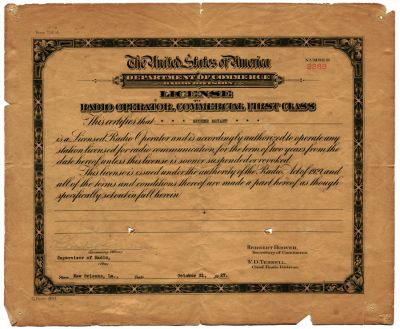 The United States of America
NUMBER
DEPARTMENT OF COMMERCE
RADIO DIVISION
LICENSE
RADIO OPERATOR, COMMERCIAL FIRST CLASS
This certifies that * * * * * * *
is a Licensed Radio Operator and is accordingly authorized to operate any
station licensed for radio communication for the term of two years from the
date hereof unless this license is sooner suspended or revoked.
This license is issued under the authority of the Radio Act of 1927 and
all of the terms and conditions thereof are made a part hereof as though
specifically set out in full herein
HERBERT HOOVER,
Secretary of Commerce
Supervisor of Radio,
W.D. TERRELL,
Chief Radio Division
New Orleans, La., Date October 21, 1927.